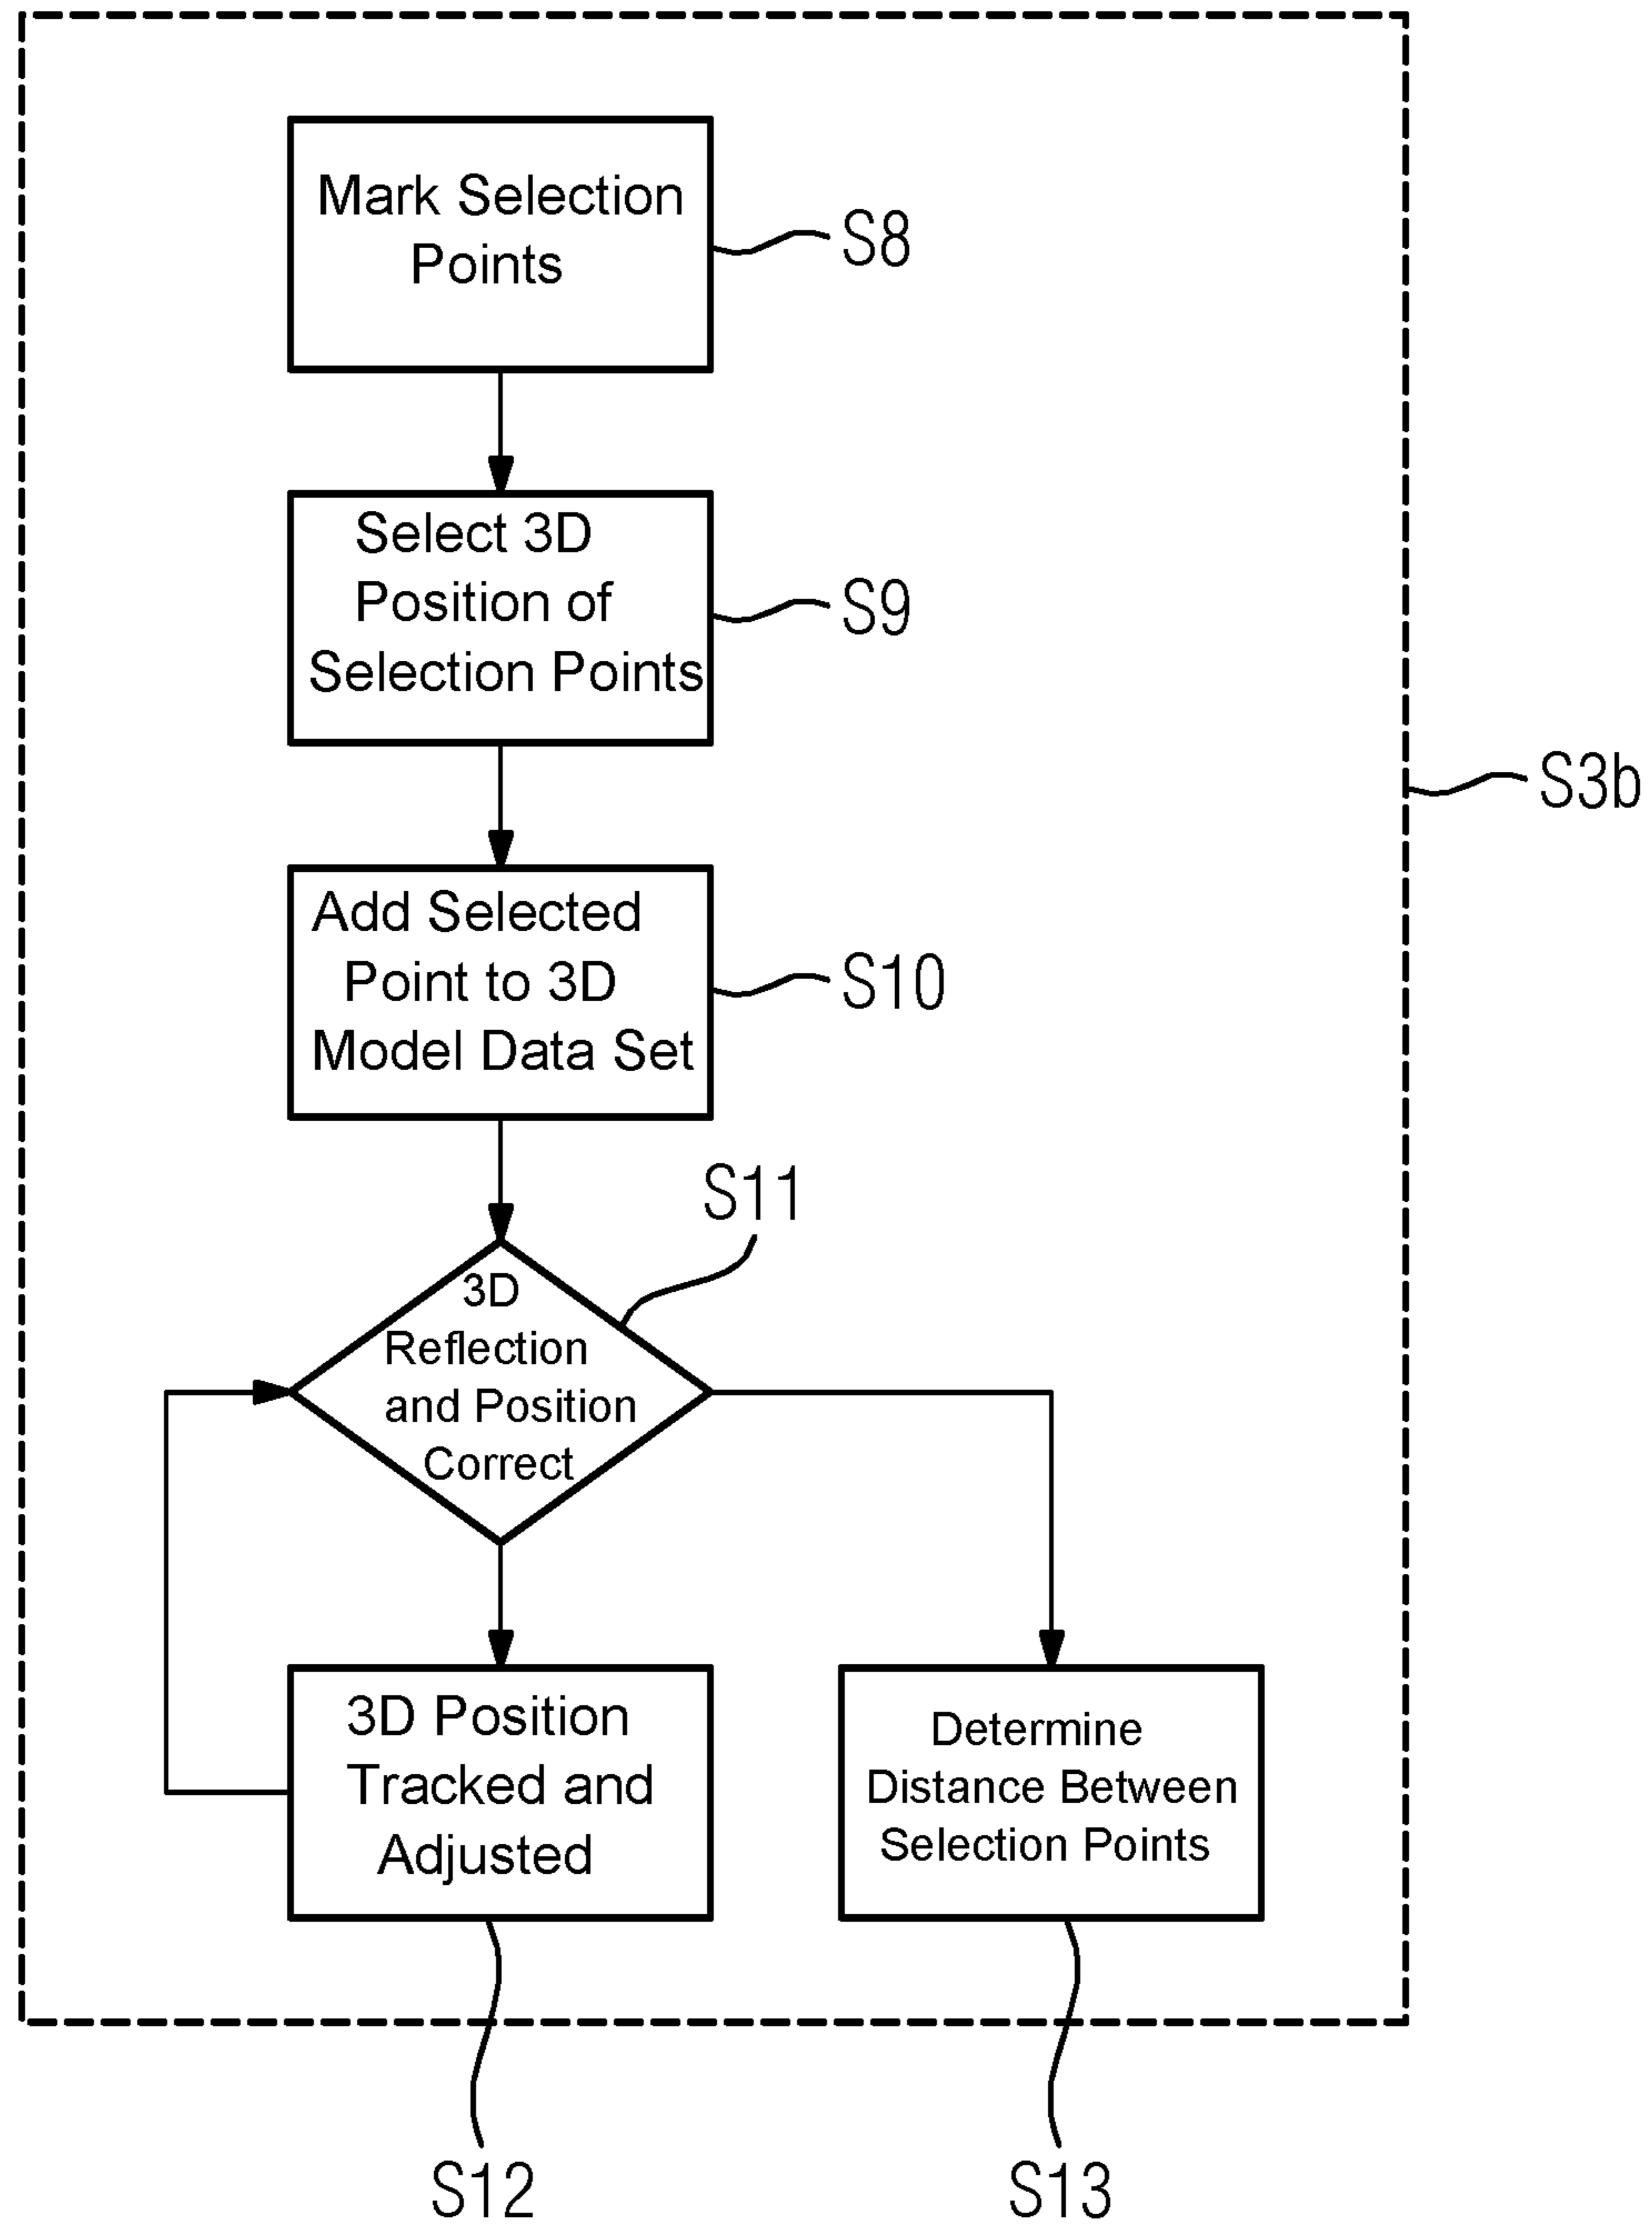 Mark Selection
Points
S8
Select 3D
Position of
Selection Points
S9
S3b
Add Selected
Point to 3D
Model Data Set
S10
S11
3D
Reflection
and Position
Correct
3D Position
Tracked and
Adjusted
Determine
Distance Between
Selection Points
S12
S13